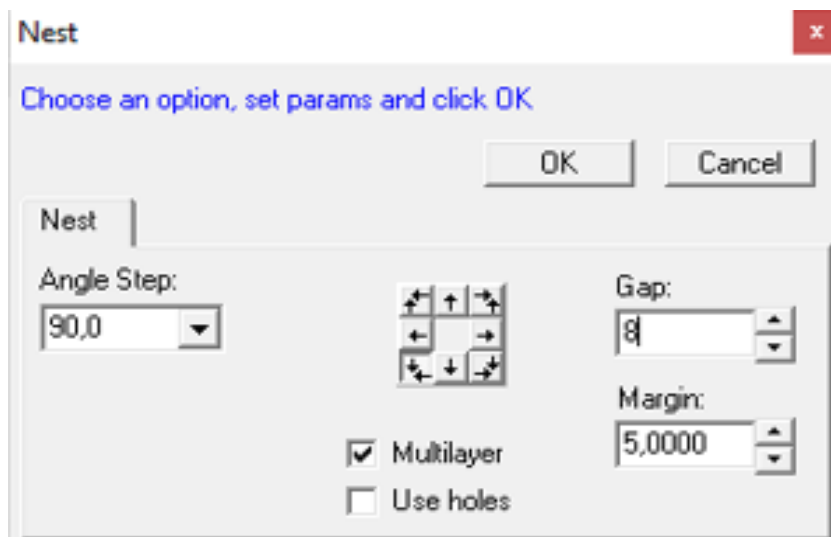 Nest
x
Choose an option, set params and click OK
OK Cancel
Nest
Angle Step:
90,0
Gap:
8
Margin:
5,0000
Multilayer
Use holes